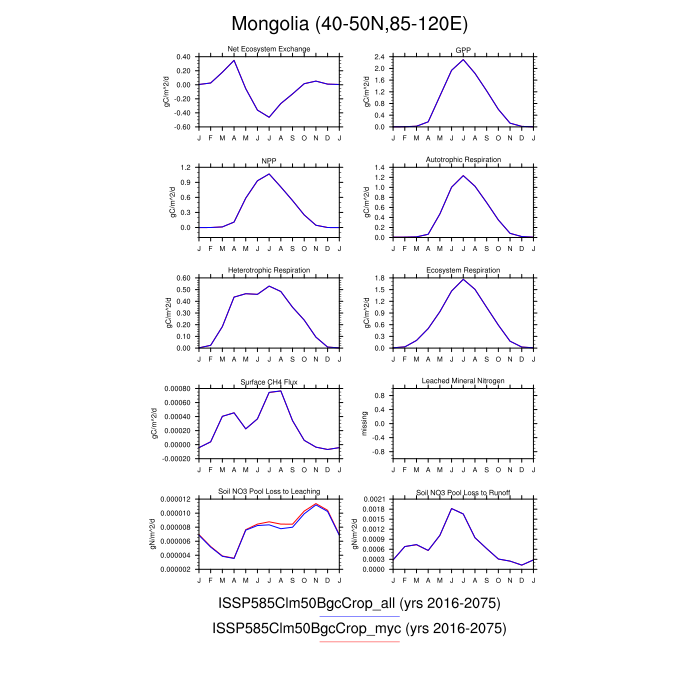 Mongolia (40-50N,85-120E)
Net Ecosystem Exchange
GPP
gC/m^2/d
0.40
0.20
0.00
-0.20
-0.40
-0.60
J F M A M J J A S O N D J
gC/m^2/d
2.4
2.0
1.6
1.2
0.8
0.4
0.0
J F M A M J J A S O N D J
NPP
Autotrophic Respiration
gC/m^2/d
1.2
0.9
0.6
0.3
0.0
J F M A M J J A S O N D J
gC/m^2/d
1.4
1.2
1.0
0.8
0.6
0.4
0.2
0.0
J F M A M J J A S O N D J
Heterotrophic Respiration
Ecosystem Respiration
gC/m^2/d
0.60
0.50
0.40
0.30
0.20
0.10
0.00
J F M A M J J A S O N D J
gC/m^2/d
1.8
1.5
1.2
0.9
0.6
0.3
0.0
J F M A M J J A S O N D J
Surface CH4 Flux
Leached Mineral Nitrogen
gC/m^2/d
0.00080
0.00060
0.00040
0.00020
0.00000
-0.00020
J F M A M J J A S O N D J
missing
0.8
0.4
0.0
-0.4
-0.8
J F M A M J J A S O N D J
Soil NO3 Pool Loss to Leaching
Soil NO3 Pool Loss to Runoff
gN/m^2/d
0.000012
0.000010
0.000008
0.000006
0.000004
0.000002
J F M A M J J A S O N D J
gN/m^2/d
0.0021
0.0018
0.0015
0.0012
0.0009
0.0006
0.0003
0.0000
J F M A M J J A S O N D J
ISSP585Clm50BgcCrop_all (yrs 2016-2075)
ISSP585Clm50BgcCrop_myc (yrs 2016-2075)